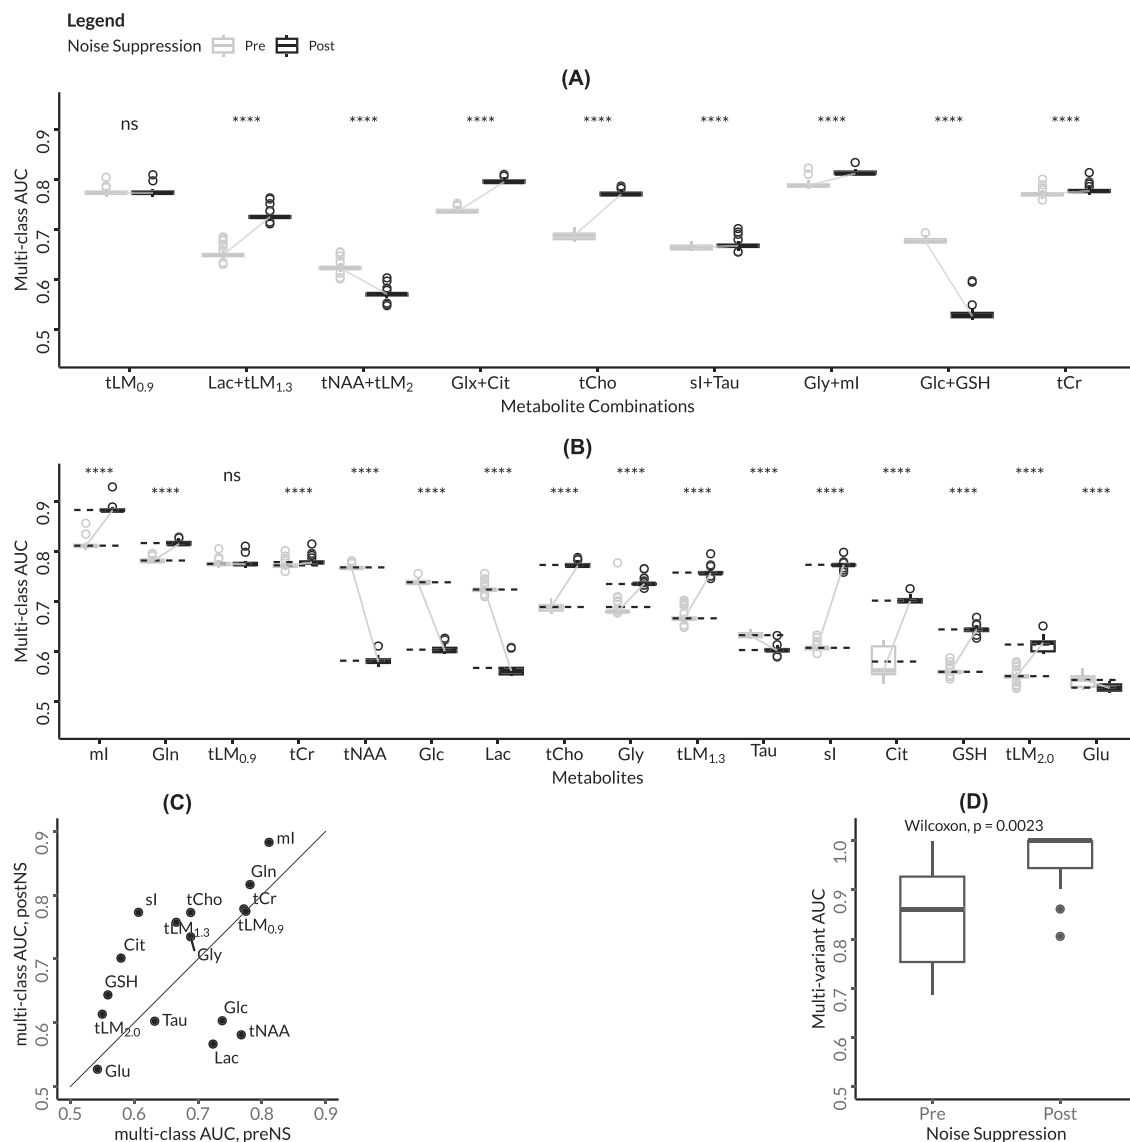 Legend
Noise Suppression Pre Post
(A)
ns **** **** **** **** **** **** **** ****
Multi-class AUC
0.9
0.8
0.7
0.6
0.5
tLM0.9 Lac+tLM1.3 tNAA+tLM2 Glx+Cit tCho sI+Tau Gly+mI Glc+GSH tCr
Metabolite Combinations
(B)
**** ns **** **** **** **** **** ****
**** **** **** **** **** **** **** ****
Multi-class AUC
0.9
0.8
0.7
0.6
0.5
mI Gln tLM0.9 tCr tNAA Glc Lac tCho Gly tLM1.3 Tau sI Cit GSH tLM2.0 Glu
Metabolites
(C)
multi-class AUC, postNS
0.9
0.8
0.7
0.6
0.5
mI
Gln
sI tCho tCr
tLM1.3 tLM0.9
Cit Gly
GSH
Glc
tLM2.0 Tau tNAA
Lac
Glu
0.5 0.6 0.7 0.8 0.9
multi-class AUC, preNS
(D)
Wilcoxon, p = 0.0023
Multi-variant AUC
1.0
0.9
0.8
0.7
0.6
0.5
Pre Post
Noise Suppression